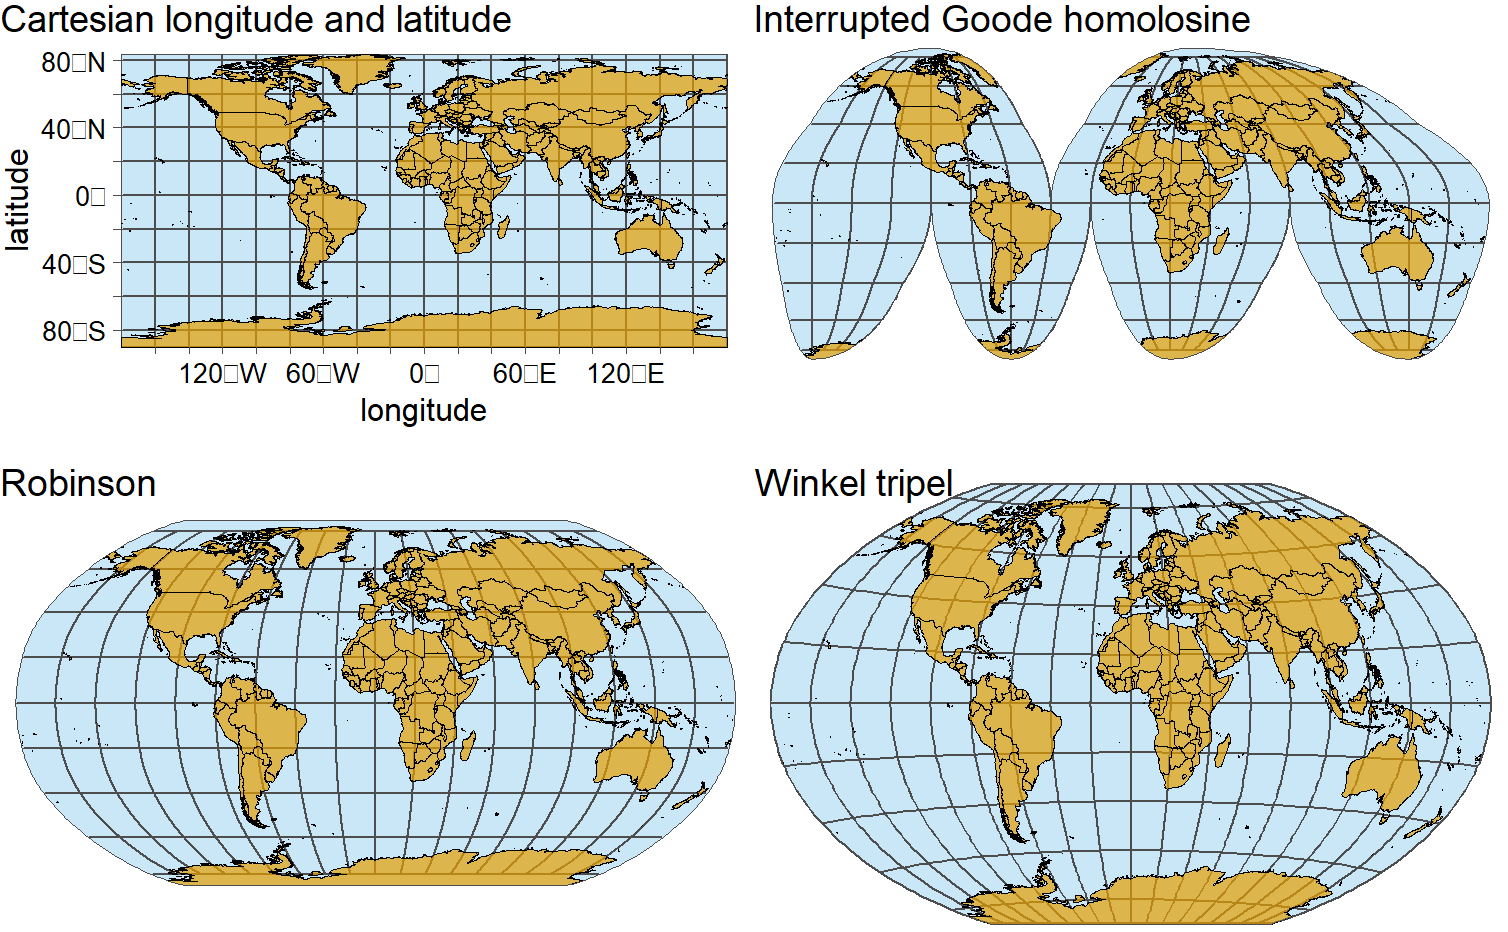 Cartesian longitude and latitude
80□N
40□N
0□
40□S
80□S
latitude
120□W 60□W 0□ 60□E 120□E
longitude
Interrupted Goode homolosine
Robinson
Winkel tripel